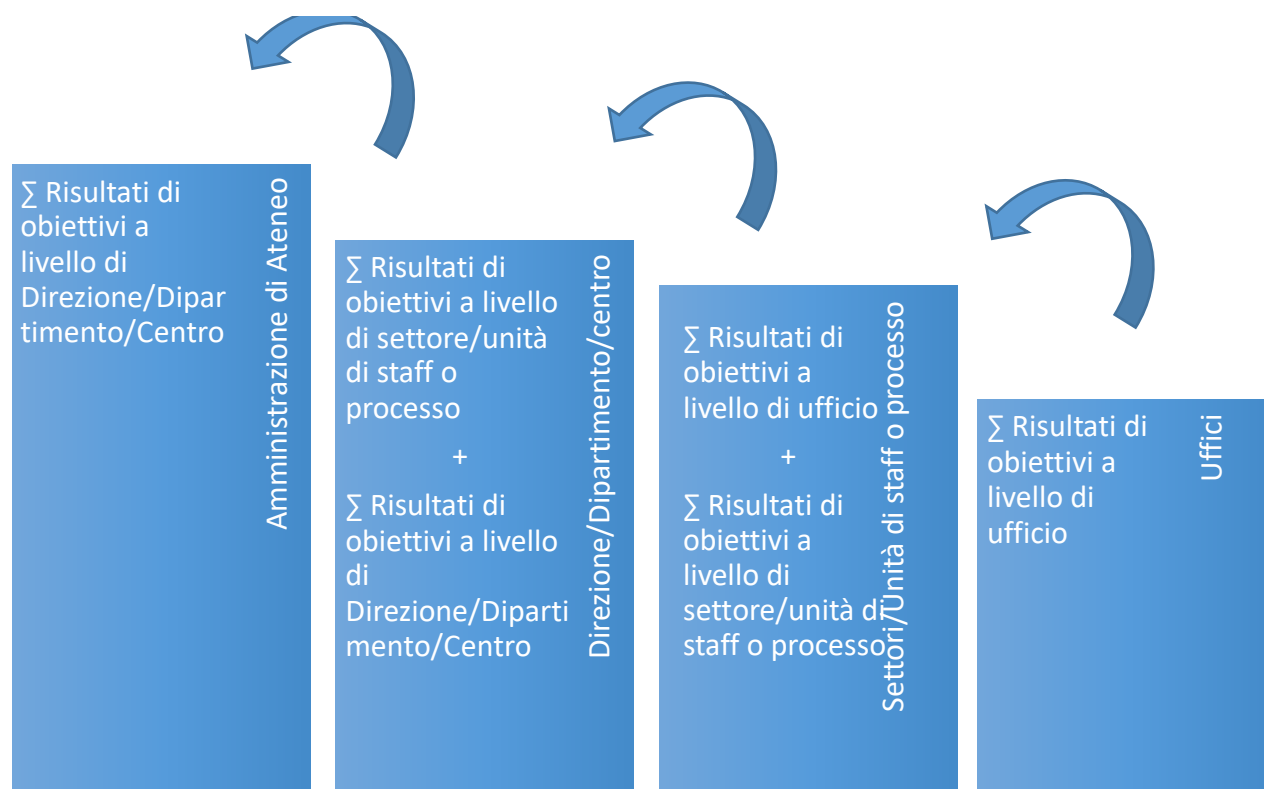 ∑ Risultati di
obiettivi a
livello di
Direzione/Dipar
timento/Centro
Amministrazione di Ateneo
∑ Risultati di
obiettivi a livello
di settore/unità
di staff o
processo
+
∑ Risultati di
obiettivi a livello
di
Direzione/Diparti
mento/Centro
Direzione/Dipartimento/centro
∑ Risultati di
obiettivi a
livello di ufficio
+
∑ Risultati di
obiettivi a
livello di
settore/unità di
staff o processo
Settori/Unità di staff o processo
∑ Risultati di
obiettivi a
livello di
ufficio
Uffici